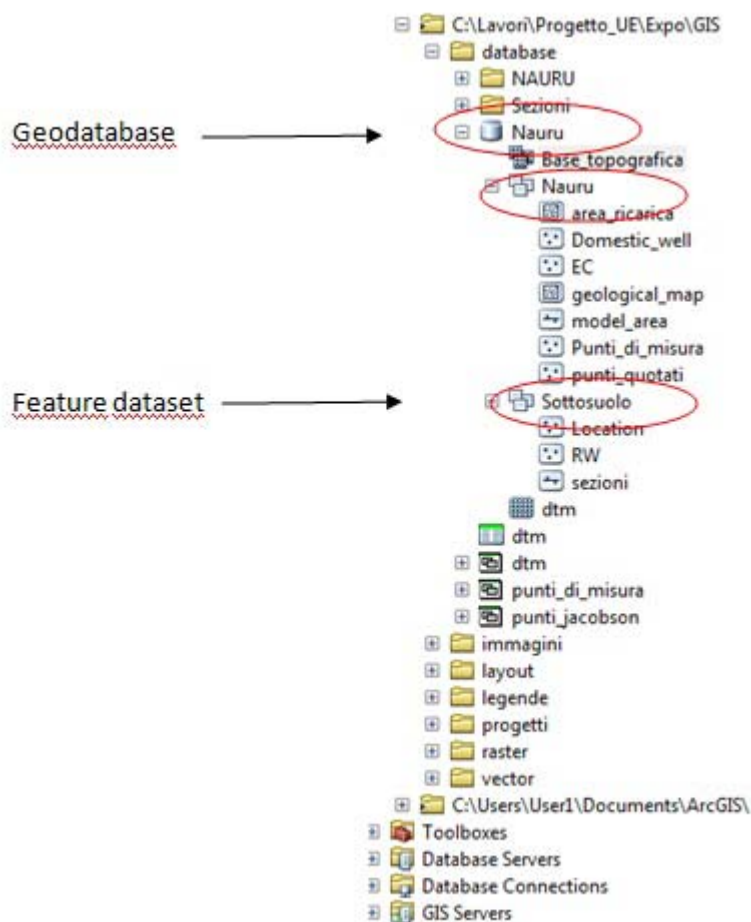 C:\Lavori\Progetto_UE\Expo\GIS
database
NAURU
Sezioni
Geodatabase
Nauru
Base_topografica
Nauru
area_ricarica
Domestic_well
EC
geological_map
model_area
Punti_di_misura
punti_quotati
Feature dataset
Sottosuolo
Location
RW
sezioni
dtm
dtm
dtm
punti_di_misura
punti_jacobson
immagini
layout
legende
progetti
raster
vector
C:\Users\User1\Documents\ArcGIS\
Toolboxes
Database Servers
Database Connections
GIS Servers